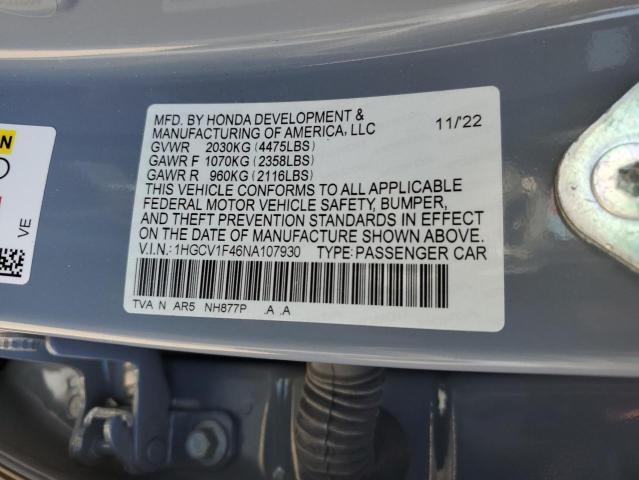 MFD. BY HONDA DEVELOPMENT &
MANUFACTURING OF AMERICA, LLC 11/'22
GVWR 2030KG (4475LBS)
GAWR F 1070KG (2358LBS)
GAWR R 960KG (2116LBS)
THIS VEHICLE CONFORMS TO ALL APPLICABLE
FEDERAL MOTOR VEHICLE SAFETY, BUMPER,
AND THEFT PREVENTION STANDARDS IN EFFECT
ON THE DATE OF MANUFACTURE SHOWN ABOVE.
V.I.N.: 1HGCV1F46NA107930 TYPE:PASSENGER CAR
TVA N AR5 NH877P .A .A
VE